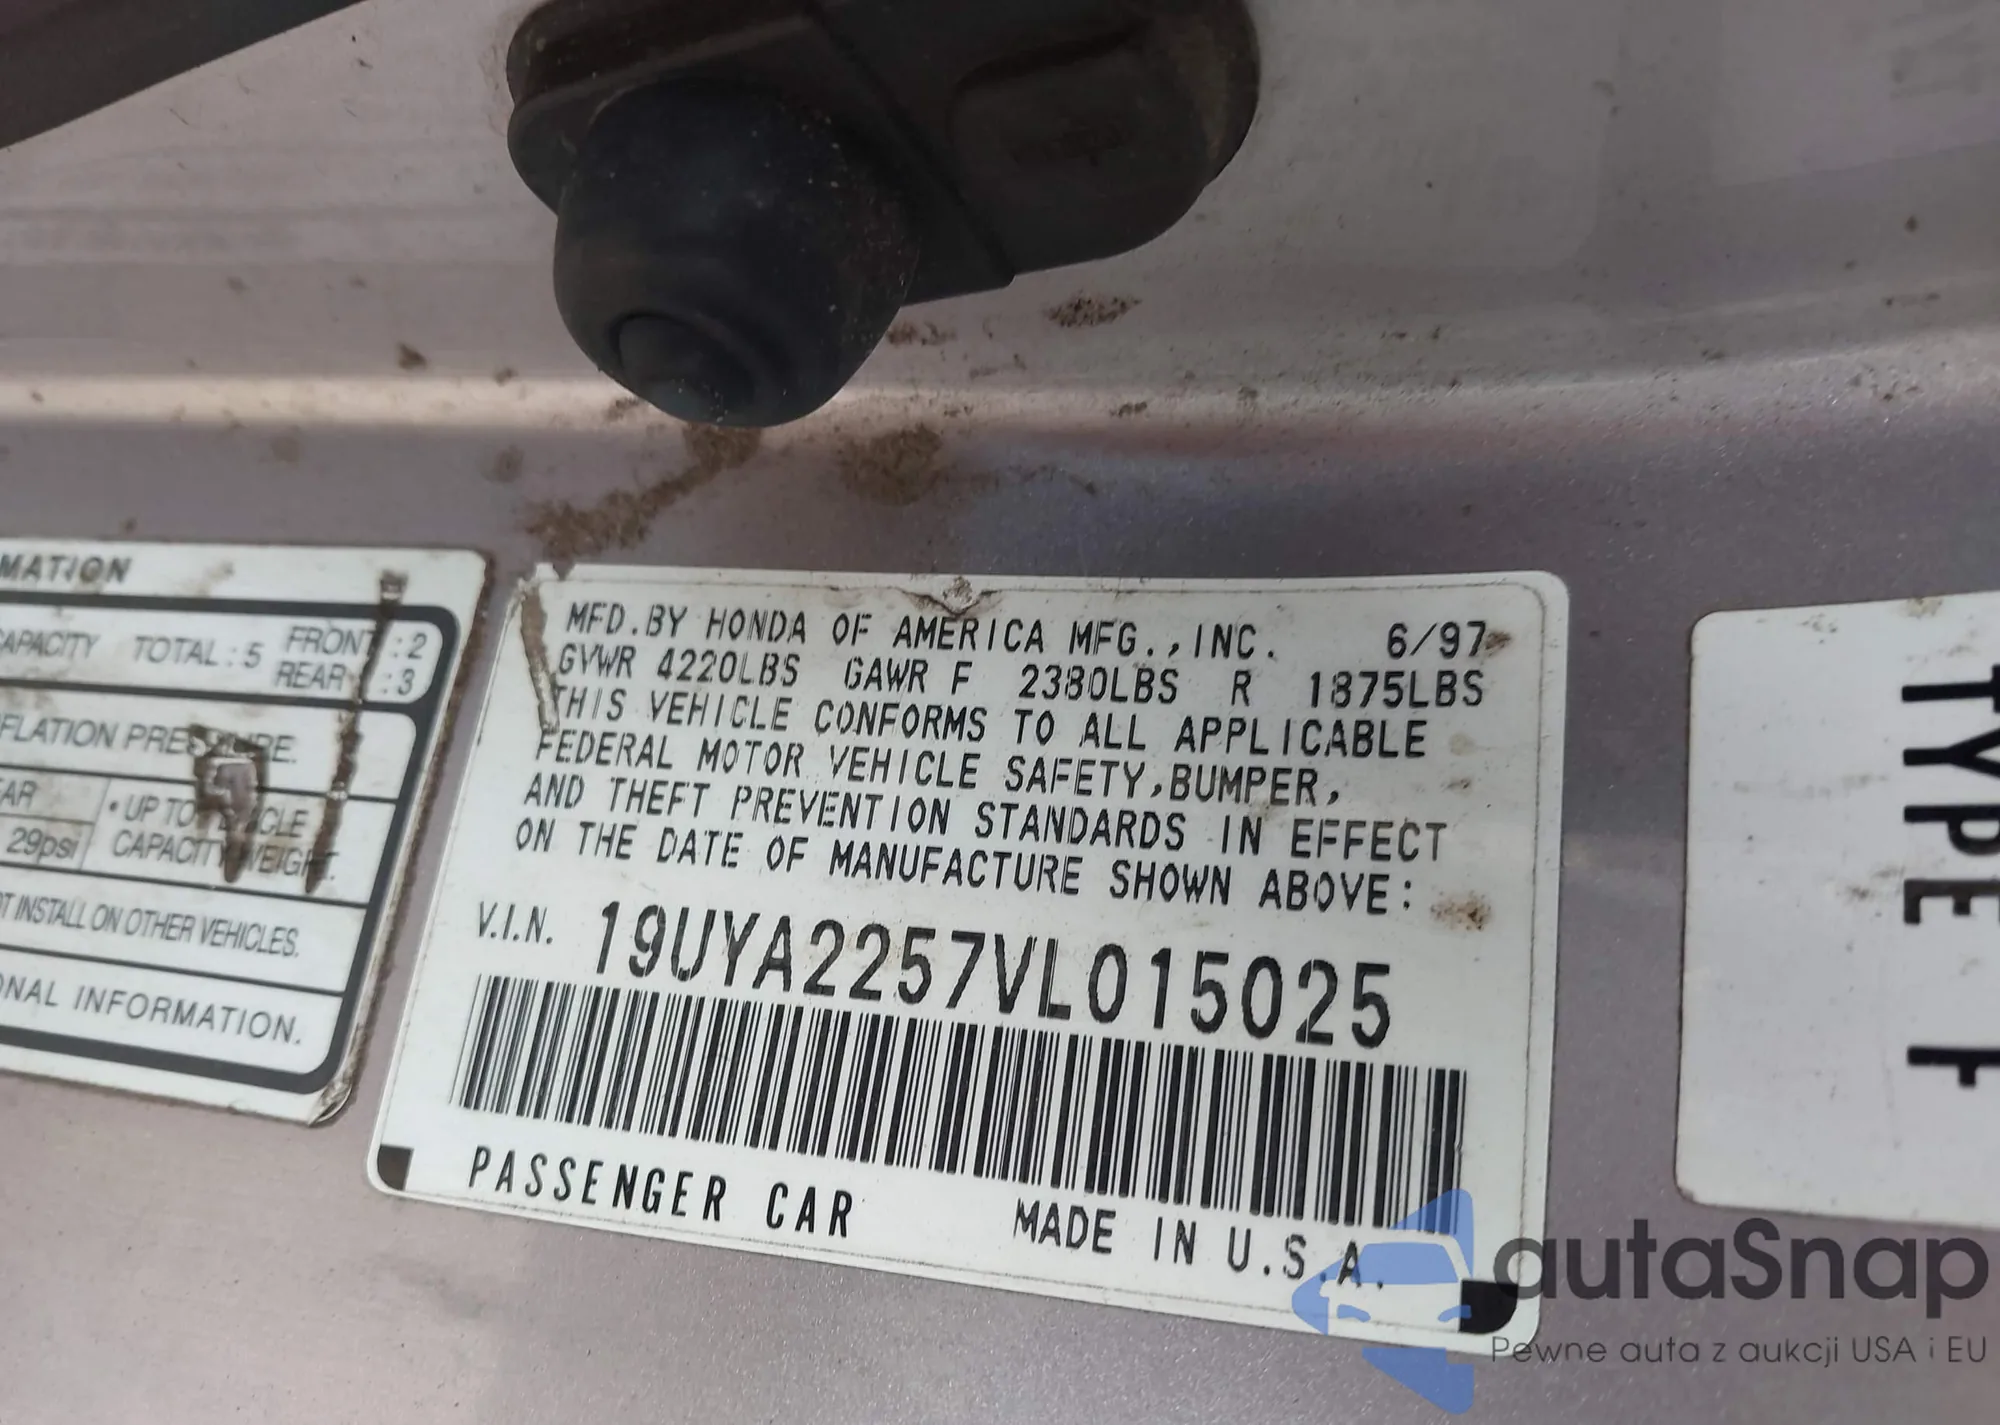 MATION
CAPACITY TOTAL : 5 FRONT : 2
REAR : 3
FLATION PRESSURE.
AR
29psi
• UP TO VEHICLE
CAPACITY WEIGHT.
OT INSTALL ON OTHER VEHICLES.
ONAL INFORMATION.
MFD.BY HONDA OF AMERICA MFG.,INC. 6/97
GVWR 4220LBS GAWR F 2380LBS R 1875LBS
THIS VEHICLE CONFORMS TO ALL APPLICABLE
FEDERAL MOTOR VEHICLE SAFETY,BUMPER,
AND THEFT PREVENTION STANDARDS IN EFFECT
ON THE DATE OF MANUFACTURE SHOWN ABOVE:
V.I.N. 19UYA2257VL015025
PASSENGER CAR MADE IN U.S.A.
TYPE F
autaSnap
Pewne auta z aukcji USA i EU